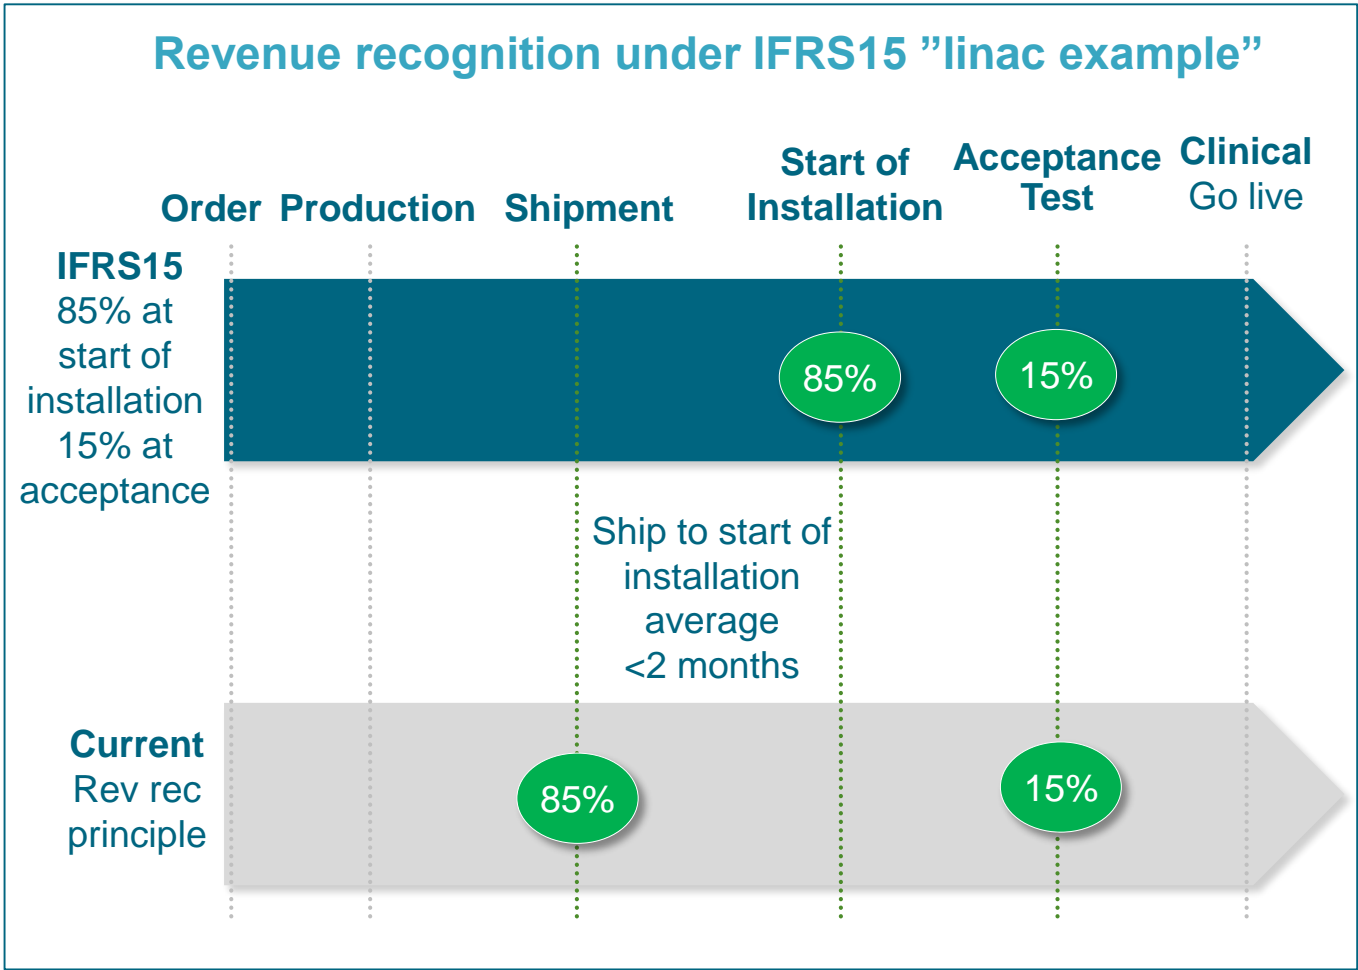 Revenue recognition under IFRS15 ”linac example”
Order
Production
Shipment
Start of
Installation
Acceptance
Test
Clinical
Go live
IFRS15
85% at
start of
installation
15% at
acceptance
85%
15%
Ship to start of
installation
average
<2 months
Current
Rev rec
principle
85%
15%